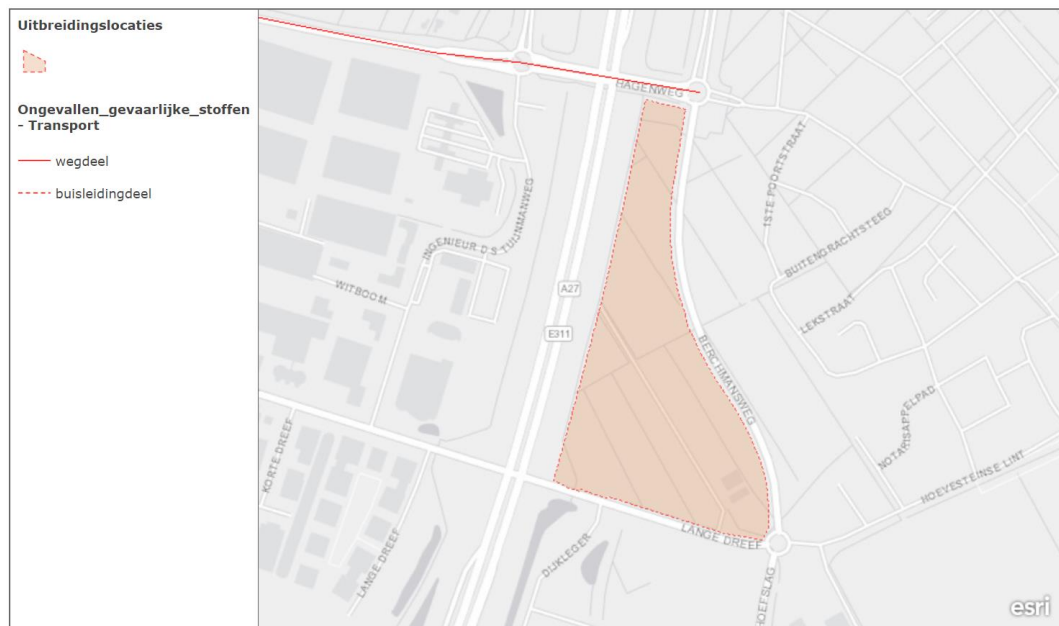 Uitbreidingslocaties
Ongevallen_gevaarlijke_stoffen
- Transport
wegdeel
buisleidingdeel
HAGENWEG
1STE POORTSTRAAT
BUITENDRACHTSTEEG
INGENIEUR D S TUIJNMANWEG
WITBOOM
A27
LEKSTRAAT
E311
BERCHMANSWEG
NOTARISAPPELPAD
KORTE DREEF
HOEVESTEINSE LINT
LANGE DREEF
LANGE DREEF
DIJKLEGER
HOEFSLAG
esri